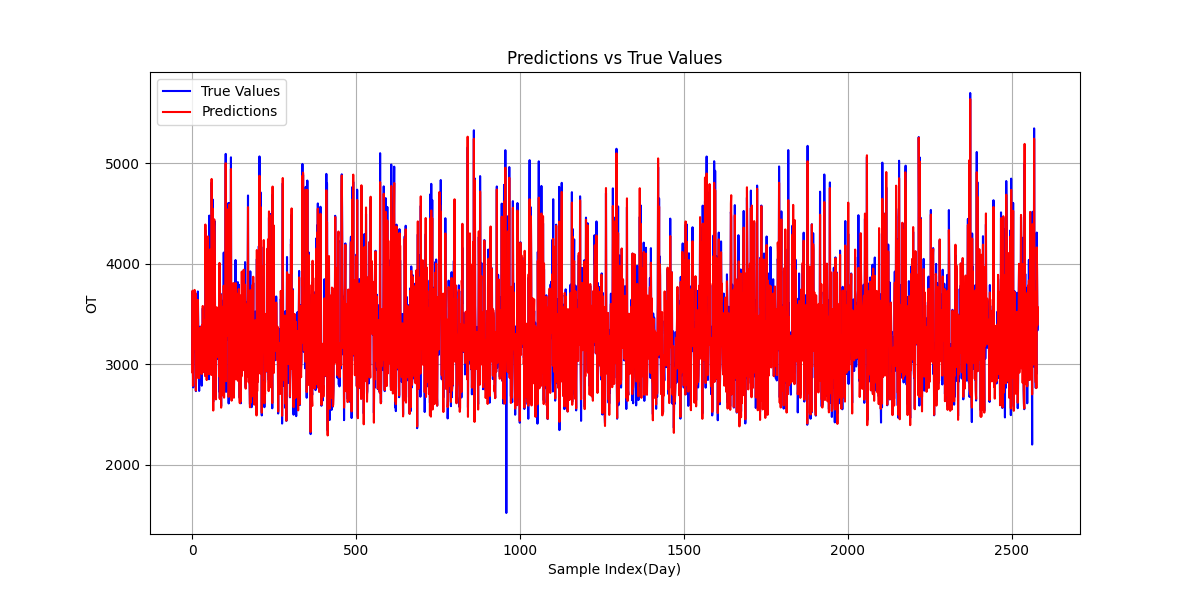 Predictions vs True Values
True Values
Predictions
5000
4000
3000
2000
OT
0
500
1000
1500
2000
2500
Sample Index(Day)